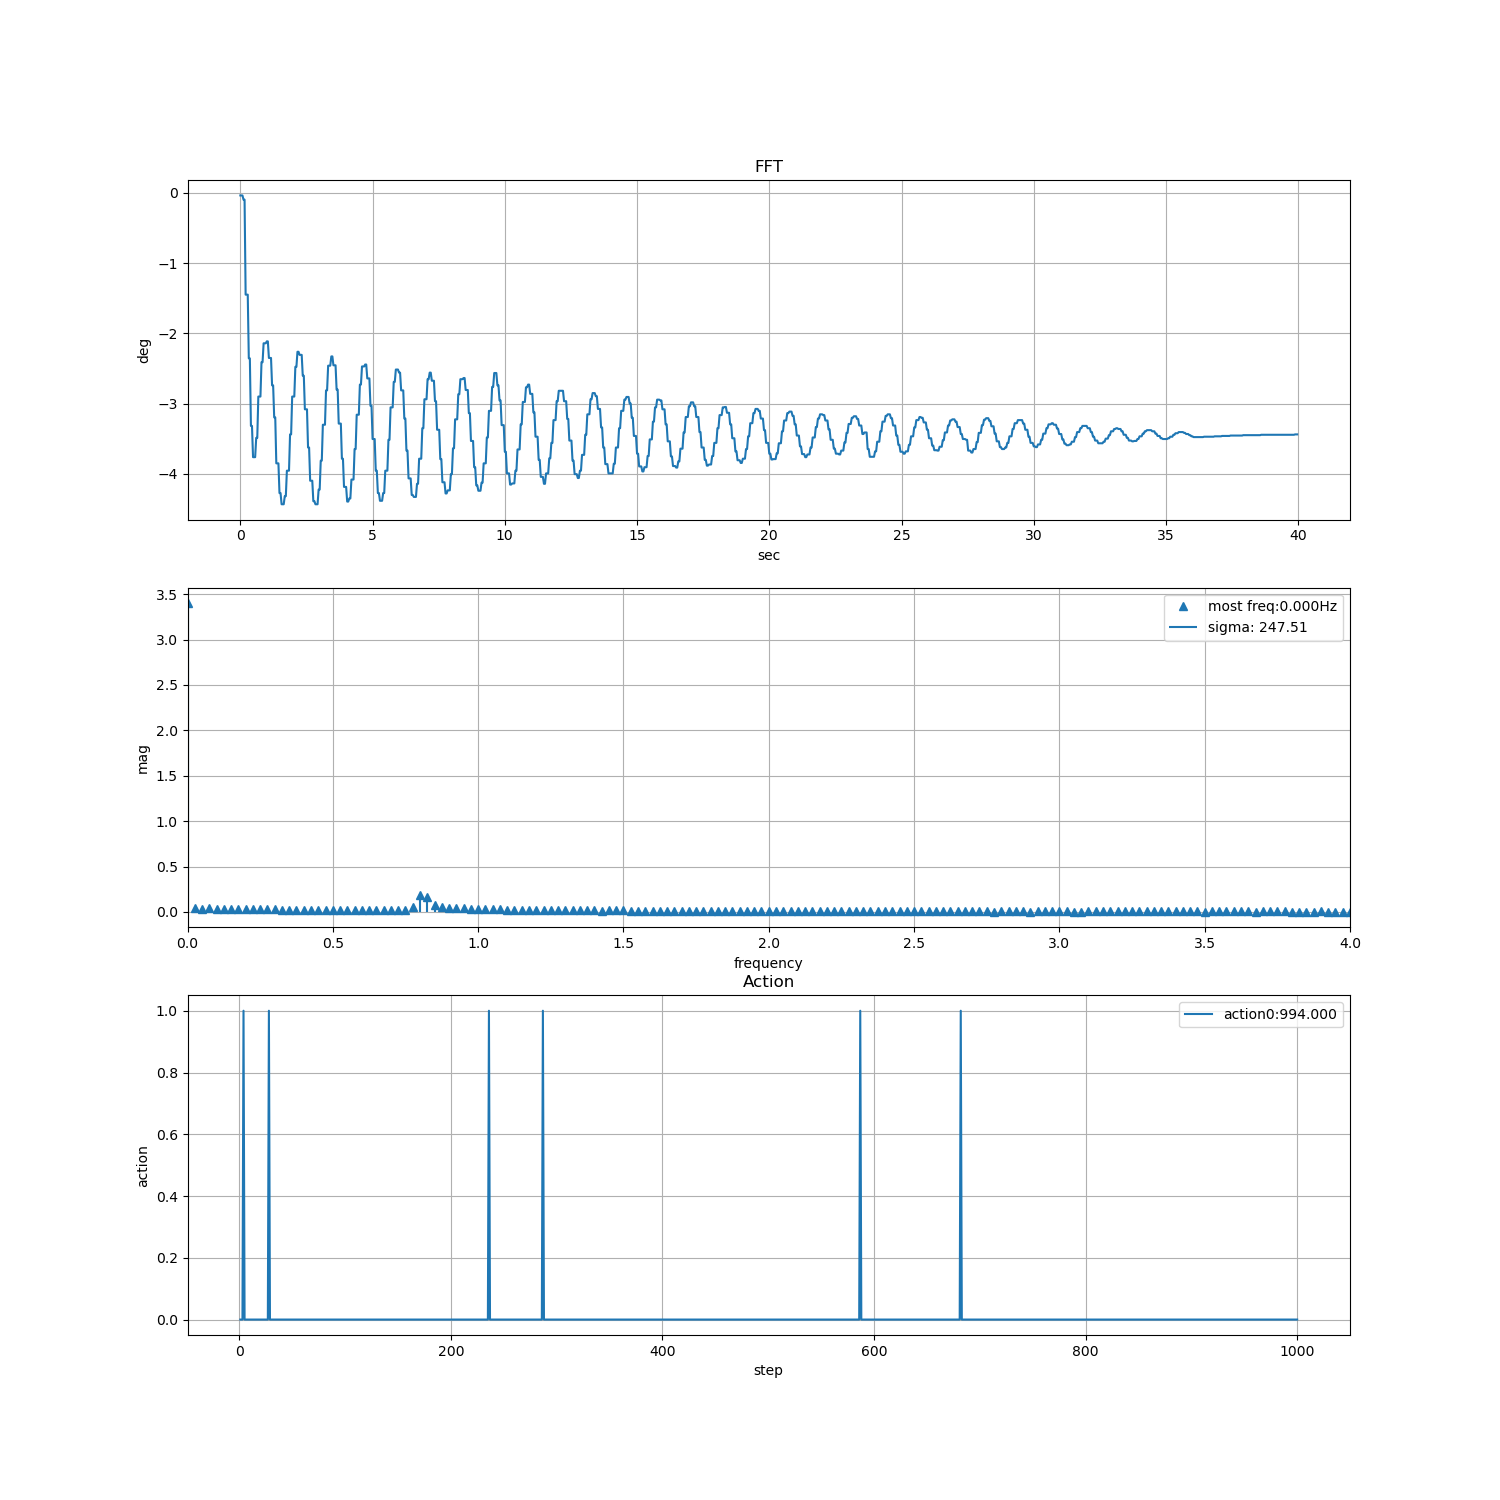 FFT
0
−1
−2
−3
−4
deg
0 5 10 15 20 25 30 35 40
sec
3.5
3.0
2.5
2.0
1.5
1.0
0.5
0.0
mag
most freq:0.000Hz
sigma: 247.51
0.0 0.5 1.0 1.5 2.0 2.5 3.0 3.5 4.0
frequency
Action
1.0
0.8
0.6
0.4
0.2
0.0
action
action0:994.000
0 200 400 600 800 1000
step